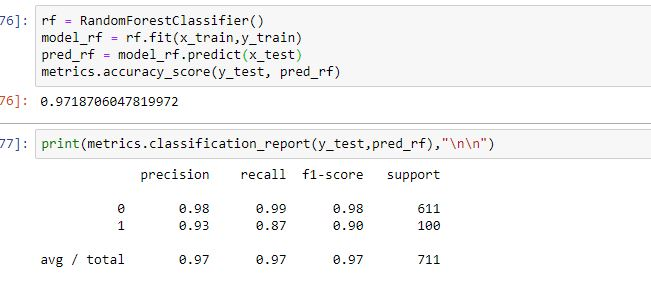 76]: rf = RandomForestClassifier()
model_rf = rf.fit(x_train,y_train)
pred_rf = model_rf.predict(x_test)
metrics.accuracy_score(y_test, pred_rf)
76]: 0.9718706047819972
77]: print(metrics.classification_report(y_test,pred_rf),"\n\n")
precision recall f1-score support
0 0.98 0.99 0.98 611
1 0.93 0.87 0.90 100
avg / total 0.97 0.97 0.97 711